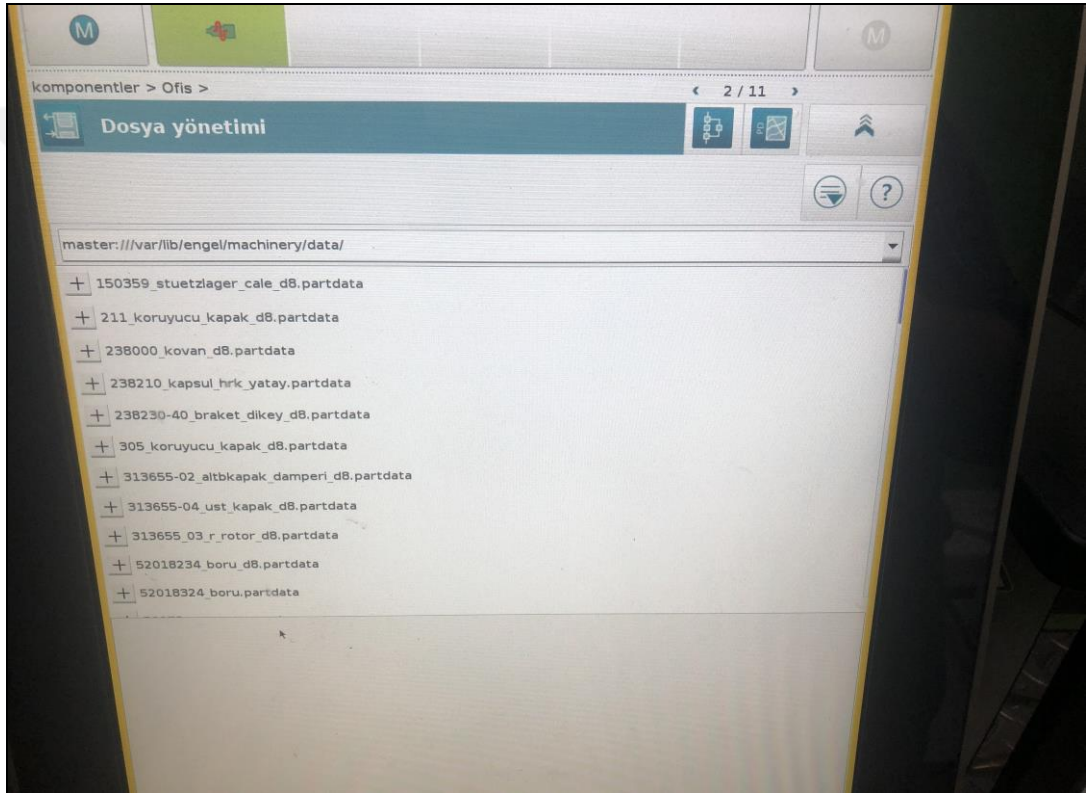 M
M
komponentler > Ofis >
‹ 2 / 11 ›
Dosya yönetimi
PD
?
master:///var/lib/engel/machinery/data/
+ 150359_stuetzlager_cale_d8.partdata
+ 211_koruyucu_kapak_d8.partdata
+ 238000_kovan_d8.partdata
+ 238210_kapsul_hrk_yatay.partdata
+ 238230-40_braket_dikey_d8.partdata
+ 305_koruyucu_kapak_d8.partdata
+ 313655-02_altbkapak_damperi_d8.partdata
+ 313655-04_ust_kapak_d8.partdata
+ 313655_03_r_rotor_d8.partdata
+ 52018234_boru_d8.partdata
+ 52018324_boru.partdata